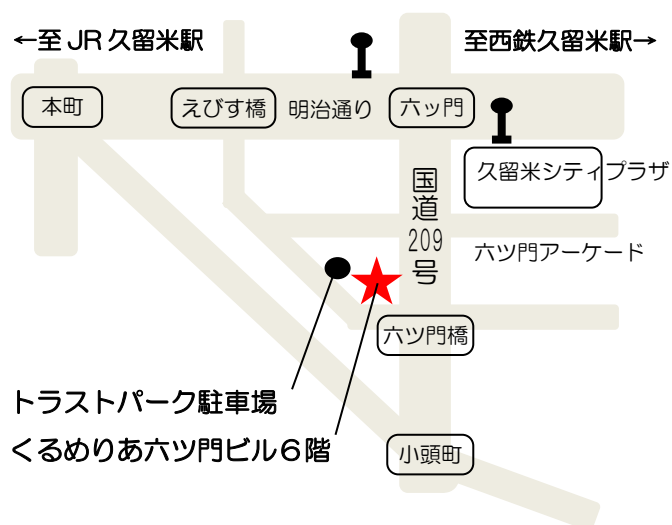 ←至JR久留米駅
至西鉄久留米駅→
本町
えびす橋
明治通り
六ッ門
久留米シティプラザ
国道209号
六ツ門アーケード
六ツ門橋
トラストパーク駐車場
くるめりあ六ツ門ビル6階
小頭町